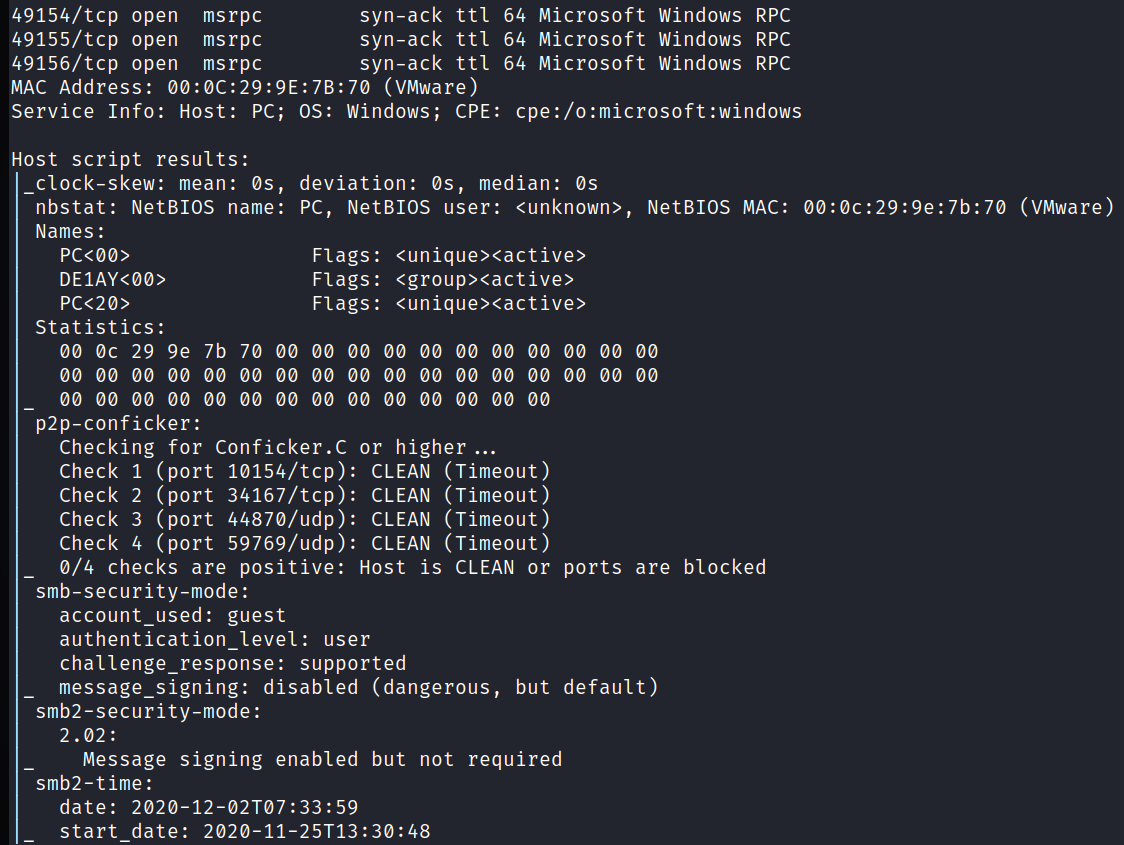 49154/tcp open  msrpc        syn-ack ttl 64 Microsoft Windows RPC
49155/tcp open  msrpc        syn-ack ttl 64 Microsoft Windows RPC
49156/tcp open  msrpc        syn-ack ttl 64 Microsoft Windows RPC
MAC Address: 00:0C:29:9E:7B:70 (VMware)
Service Info: Host: PC; OS: Windows; CPE: cpe:/o:microsoft:windows

Host script results:
|_clock-skew: mean: 0s, deviation: 0s, median: 0s
| nbstat: NetBIOS name: PC, NetBIOS user: <unknown>, NetBIOS MAC: 00:0c:29:9e:7b:70 (VMware)
| Names:
|   PC<00>               Flags: <unique><active>
|   DE1AY<00>            Flags: <group><active>
|   PC<20>               Flags: <unique><active>
| Statistics:
|   00 0c 29 9e 7b 70 00 00 00 00 00 00 00 00 00 00 00
|   00 00 00 00 00 00 00 00 00 00 00 00 00 00 00 00 00
|_  00 00 00 00 00 00 00 00 00 00 00 00 00 00
| p2p-conficker:
|   Checking for Conficker.C or higher...
|   Check 1 (port 10154/tcp): CLEAN (Timeout)
|   Check 2 (port 34167/tcp): CLEAN (Timeout)
|   Check 3 (port 44870/udp): CLEAN (Timeout)
|   Check 4 (port 59769/udp): CLEAN (Timeout)
|_  0/4 checks are positive: Host is CLEAN or ports are blocked
| smb-security-mode:
|   account_used: guest
|   authentication_level: user
|   challenge_response: supported
|_  message_signing: disabled (dangerous, but default)
| smb2-security-mode:
|   2.02:
|_    Message signing enabled but not required
| smb2-time:
|   date: 2020-12-02T07:33:59
|_  start_date: 2020-11-25T13:30:48